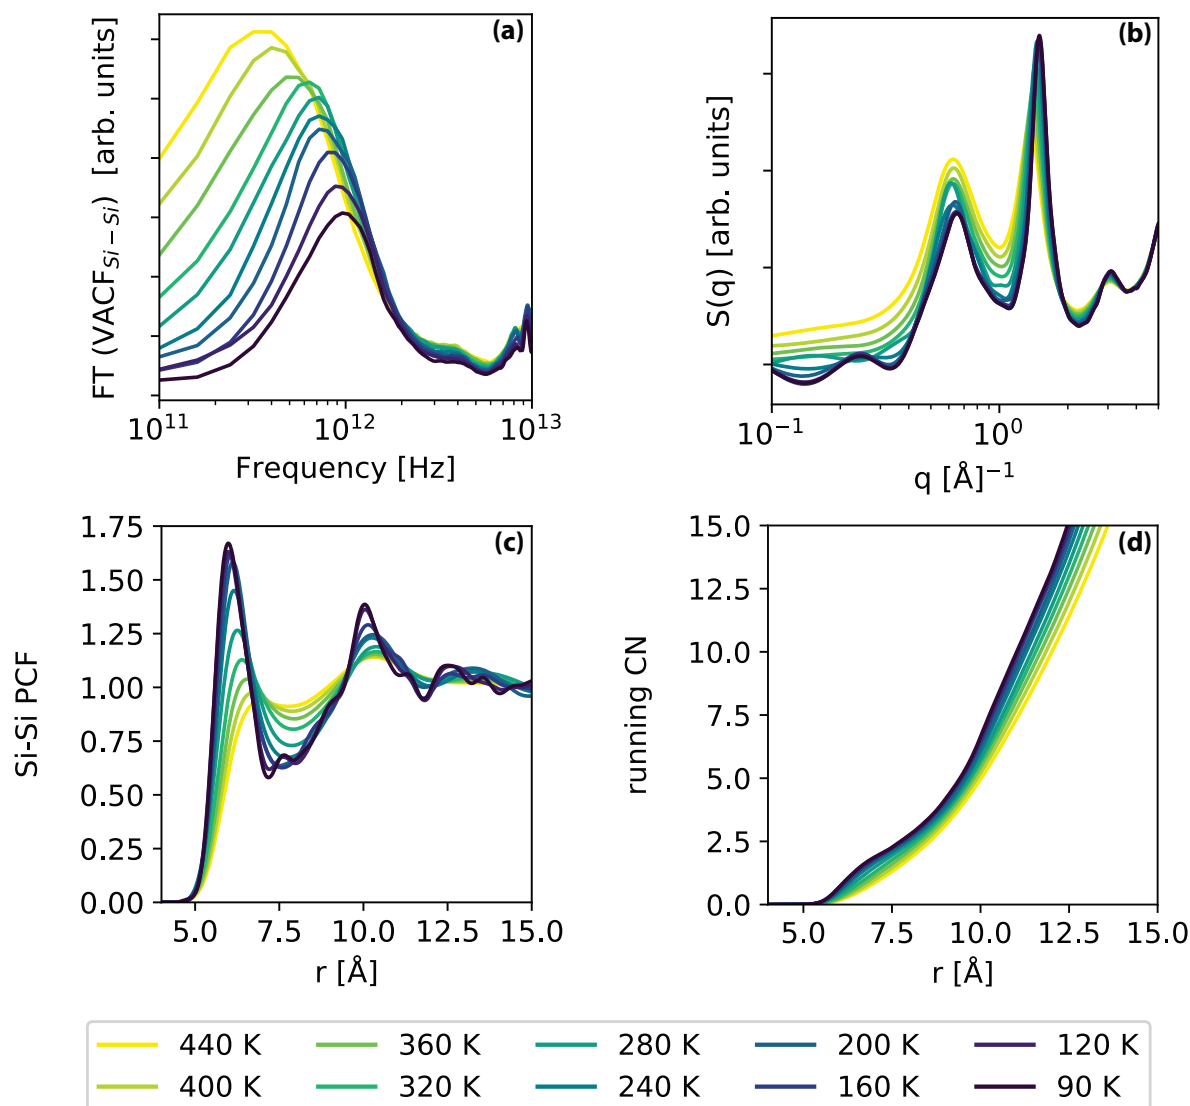 (a)
FT (VACF_{Si−Si}) [arb. units]
10^{11}
10^{12}
10^{13}
Frequency [Hz]
(b)
S(q) [arb. units]
10^{−1}
10^{0}
q [Å]^{−1}
(c)
Si-Si PCF
1.75
1.50
1.25
1.00
0.75
0.50
0.25
0.00
5.0 7.5 10.0 12.5 15.0
r [Å]
(d)
running CN
15.0
12.5
10.0
7.5
5.0
2.5
0.0
5.0 7.5 10.0 12.5 15.0
r [Å]
440 K 360 K 280 K 200 K 120 K
400 K 320 K 240 K 160 K 90 K